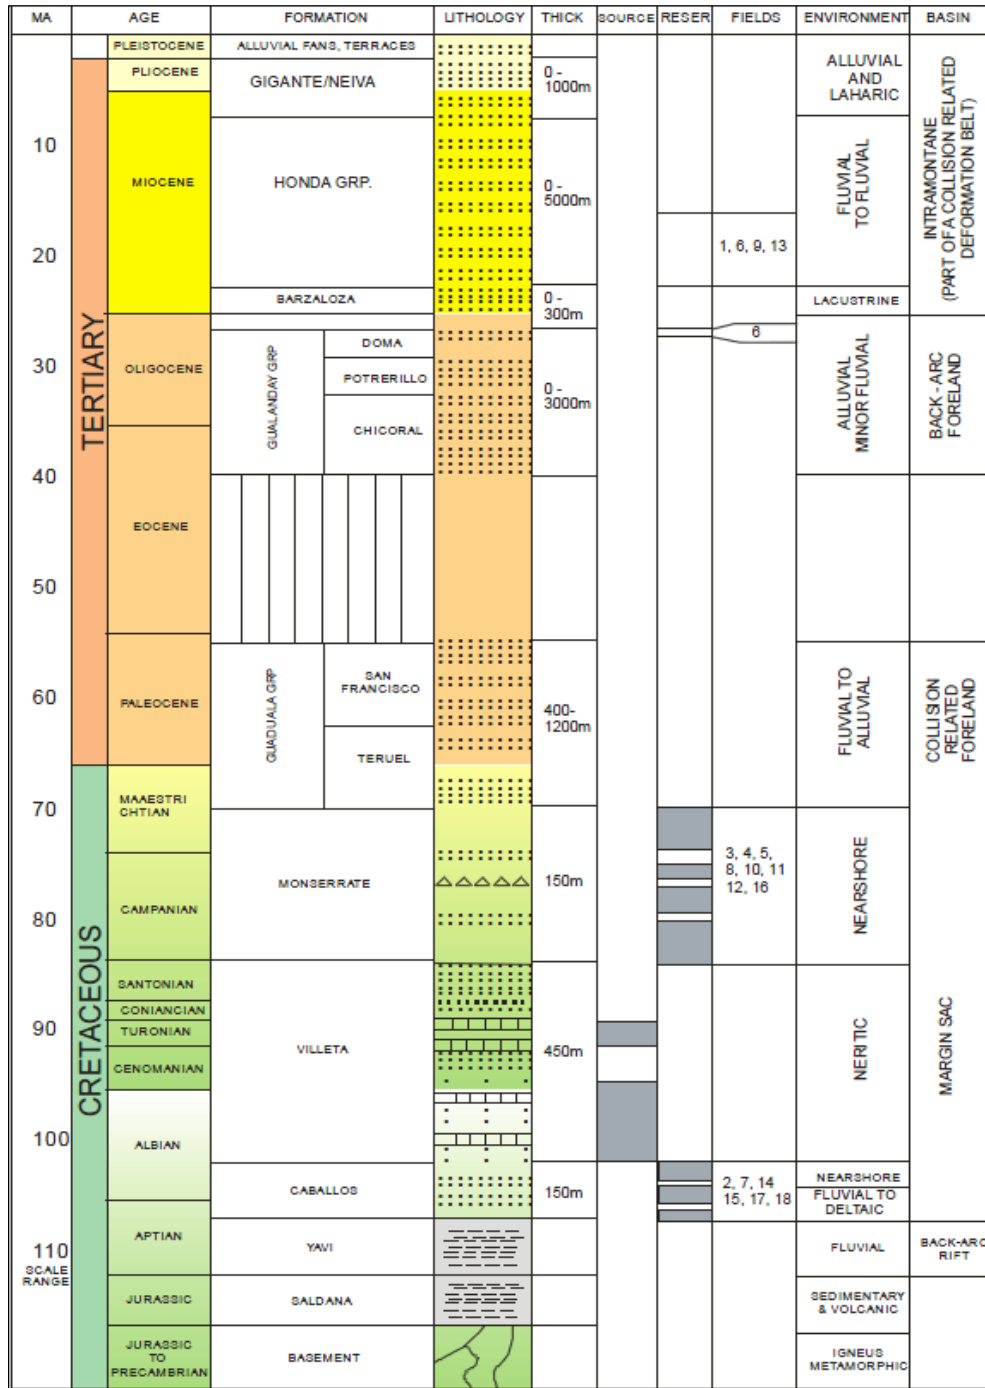 MA AGE FORMATION LITHOLOGY THICK SOURCE RESER FIELDS ENVIRONMENT BASIN
PLEISTOCENE ALLUVIAL FANS, TERRACES
PLIOCENE GIGANTE/NEIVA 0 -
1000m ALLUVIAL
AND
LAHARIC
10
MIOCENE HONDA GRP. 0 -
5000m FLUVIAL
TO FLUVIAL
INTRAMONTANE
(PART OF A COLLISION RELATED
DEFORMATION BELT)
20 1, 6, 9, 13
BARZALOZA 0 -
300m LACUSTRINE
TERTIARY
6
30 OLIGOCENE GUALANDAY GRP DOMA
POTRERILLO
CHICORAL
0 -
3000m ALLUVIAL
MINOR FLUVIAL
BACK - ARC
FORELAND
40
EOCENE
50
60 PALEOCENE GUADUALA GRP SAN
FRANCISCO
TERUEL
400-
1200m FLUVIAL TO
ALLUVIAL
COLLISION
RELATED
FORELAND
70 MAAESTRI
CHTIAN
CRETACEOUS
MONSERRATE 150m 3, 4, 5,
8, 10, 11
12, 16
NEARSHORE
80 CAMPANIAN
SANTONIAN
CONIANCIAN
90 TURONIAN
CENOMANIAN
VILLETA 450m NERITIC MARGIN SAC
100 ALBIAN
CABALLOS 150m 2, 7, 14
15, 17, 18
NEARSHORE
FLUVIAL TO
DELTAIC
110 APTIAN YAVI FLUVIAL BACK-ARC
RIFT
SCALE
RANGE
JURASSIC SALDANA SEDIMENTARY
& VOLCANIC
JURASSIC
TO
PRECAMBRIAN BASEMENT IGNEUS
METAMORPHIC